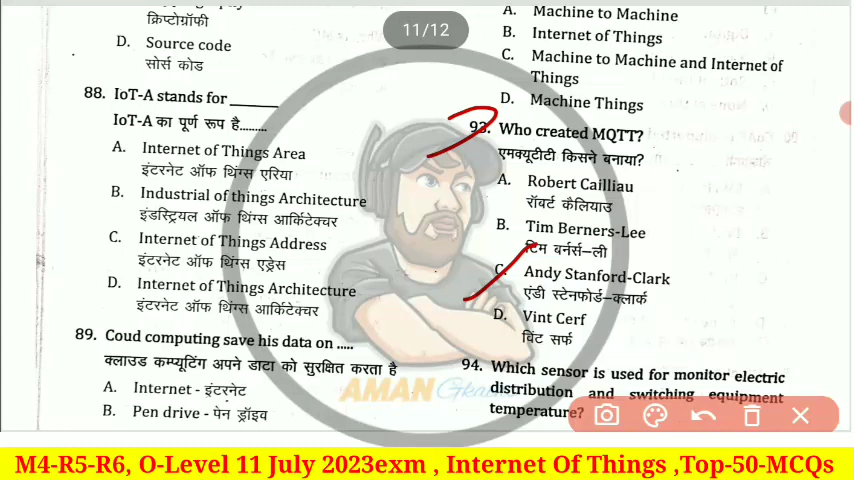 क्रिप्टोग्राफी
D. Source code
सोर्स कोड
88. IoT-A stands for ______
IoT-A का पूर्ण रूप है.........
A. Internet of Things Area
इंटरनेट ऑफ थिंग्स एरिया
B. Industrial of things Architecture
इंडस्ट्रियल ऑफ थिंग्स आर्किटेक्चर
C. Internet of Things Address
इंटरनेट ऑफ थिंग्स एड्रेस
D. Internet of Things Architecture
इंटरनेट ऑफ थिंग्स आर्किटेक्चर
89. Coud computing save his data on .....
क्लाउड कम्प्यूटिंग अपने डाटा को सुरक्षित करता है
A. Internet - इंटरनेट
B. Pen drive - पेन ड्रॉइव
11/12
A. Machine to Machine
B. Internet of Things
C. Machine to Machine and Internet of
Things
D. Machine Things
93. Who created MQTT?
एमक्यूटीटी किसने बनाया?
A. Robert Cailliau
रॉबर्ट कैलियाउ
B. Tim Berners-Lee
टिम बर्नर्स-ली
C. Andy Stanford-Clark
एंडी स्टेनफोर्ड-क्लार्क
D. Vint Cerf
विंट सर्फ
94. Which sensor is used for monitor electric
distribution and switching equipment
temperature?
AMAN
M4-R5-R6, O-Level 11 July 2023exm , Internet Of Things ,Top-50-MCQs